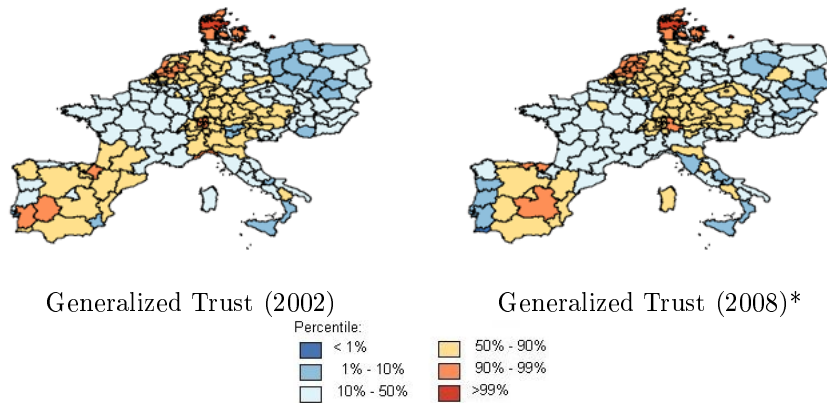 Generalized Trust (2002)
Generalized Trust (2008)*
Percentile:
< 1%
1% - 10%
10% - 50%
50% - 90%
90% - 99%
>99%